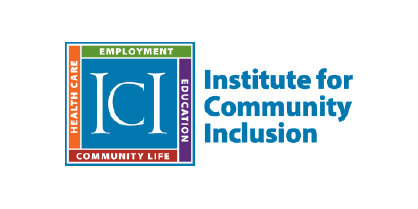 EMPLOYMENT
HEALTH CARE
ICI
EDUCATION
COMMUNITY LIFE
Institute for
Community
Inclusion